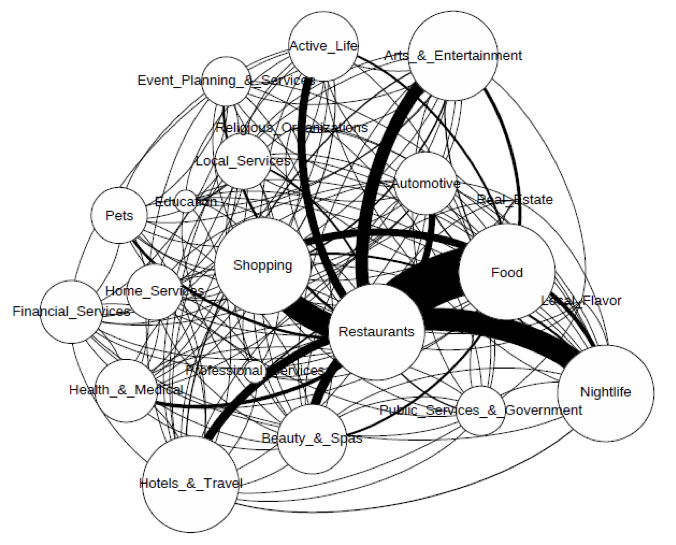 Active_Life
Arts_&_Entertainment
Event_Planning_&_Services
Religious_Organizations
Local_Services
Automotive
Education
Real_Estate
Pets
Shopping
Food
Home_Services
Local_Flavor
Financial_Services
Restaurants
Professional_Services
Health_&_Medical
Nightlife
Public_Services_&_Government
Beauty_&_Spas
Hotels_&_Travel